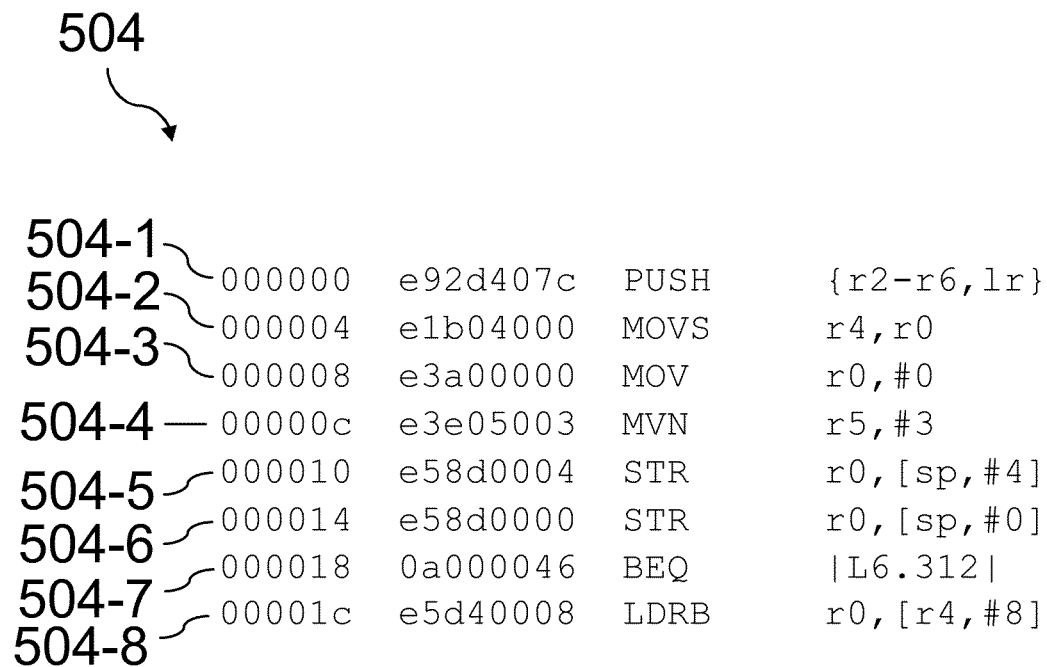 504
504-1 000000 e92d407c PUSH {r2-r6,lr}
504-2 000004 e1b04000 MOVS r4,r0
504-3 000008 e3a00000 MOV r0,#0
504-4 00000c e3e05003 MVN r5,#3
504-5 000010 e58d0004 STR r0,[sp,#4]
504-6 000014 e58d0000 STR r0,[sp,#0]
504-7 000018 0a000046 BEQ |L6.312|
504-8 00001c e5d40008 LDRB r0,[r4,#8]